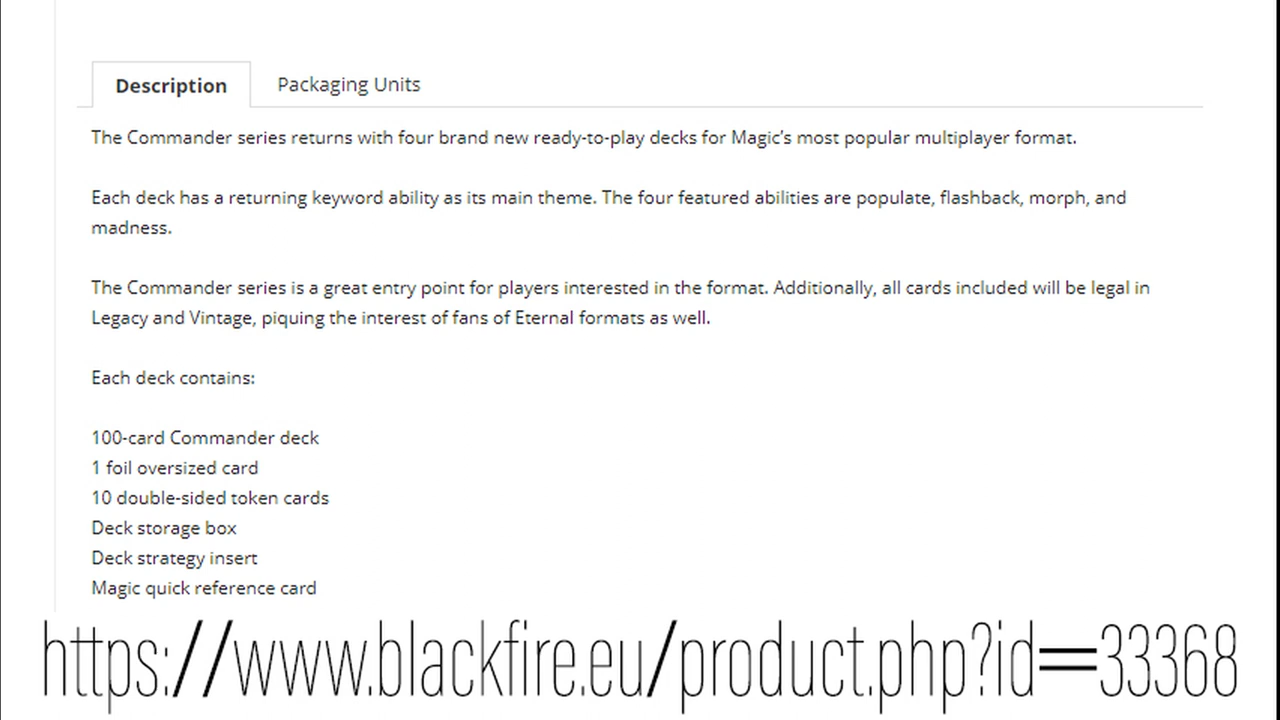 Description
Packaging Units
The Commander series returns with four brand new ready-to-play decks for Magic’s most popular multiplayer format.
Each deck has a returning keyword ability as its main theme. The four featured abilities are populate, flashback, morph, and
madness.
The Commander series is a great entry point for players interested in the format. Additionally, all cards included will be legal in
Legacy and Vintage, piquing the interest of fans of Eternal formats as well.
Each deck contains:
100-card Commander deck
1 foil oversized card
10 double-sided token cards
Deck storage box
Deck strategy insert
Magic quick reference card
https://www.blackfire.eu/product.php?id=33368